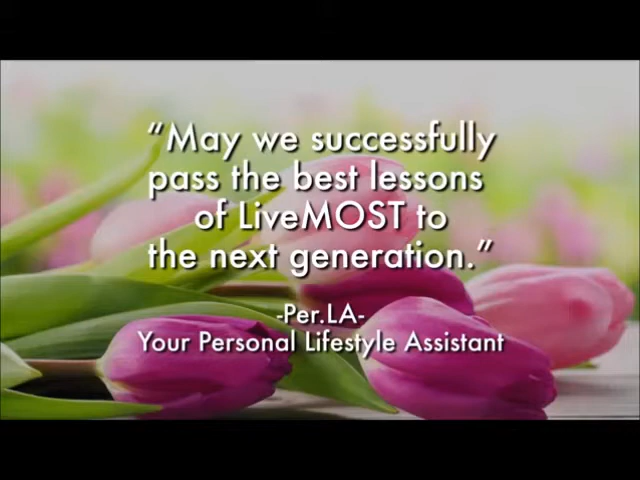 “May we successfully
pass the best lessons
of LiveMOST to
the next generation.”
-Per.LA-
Your Personal Lifestyle Assistant